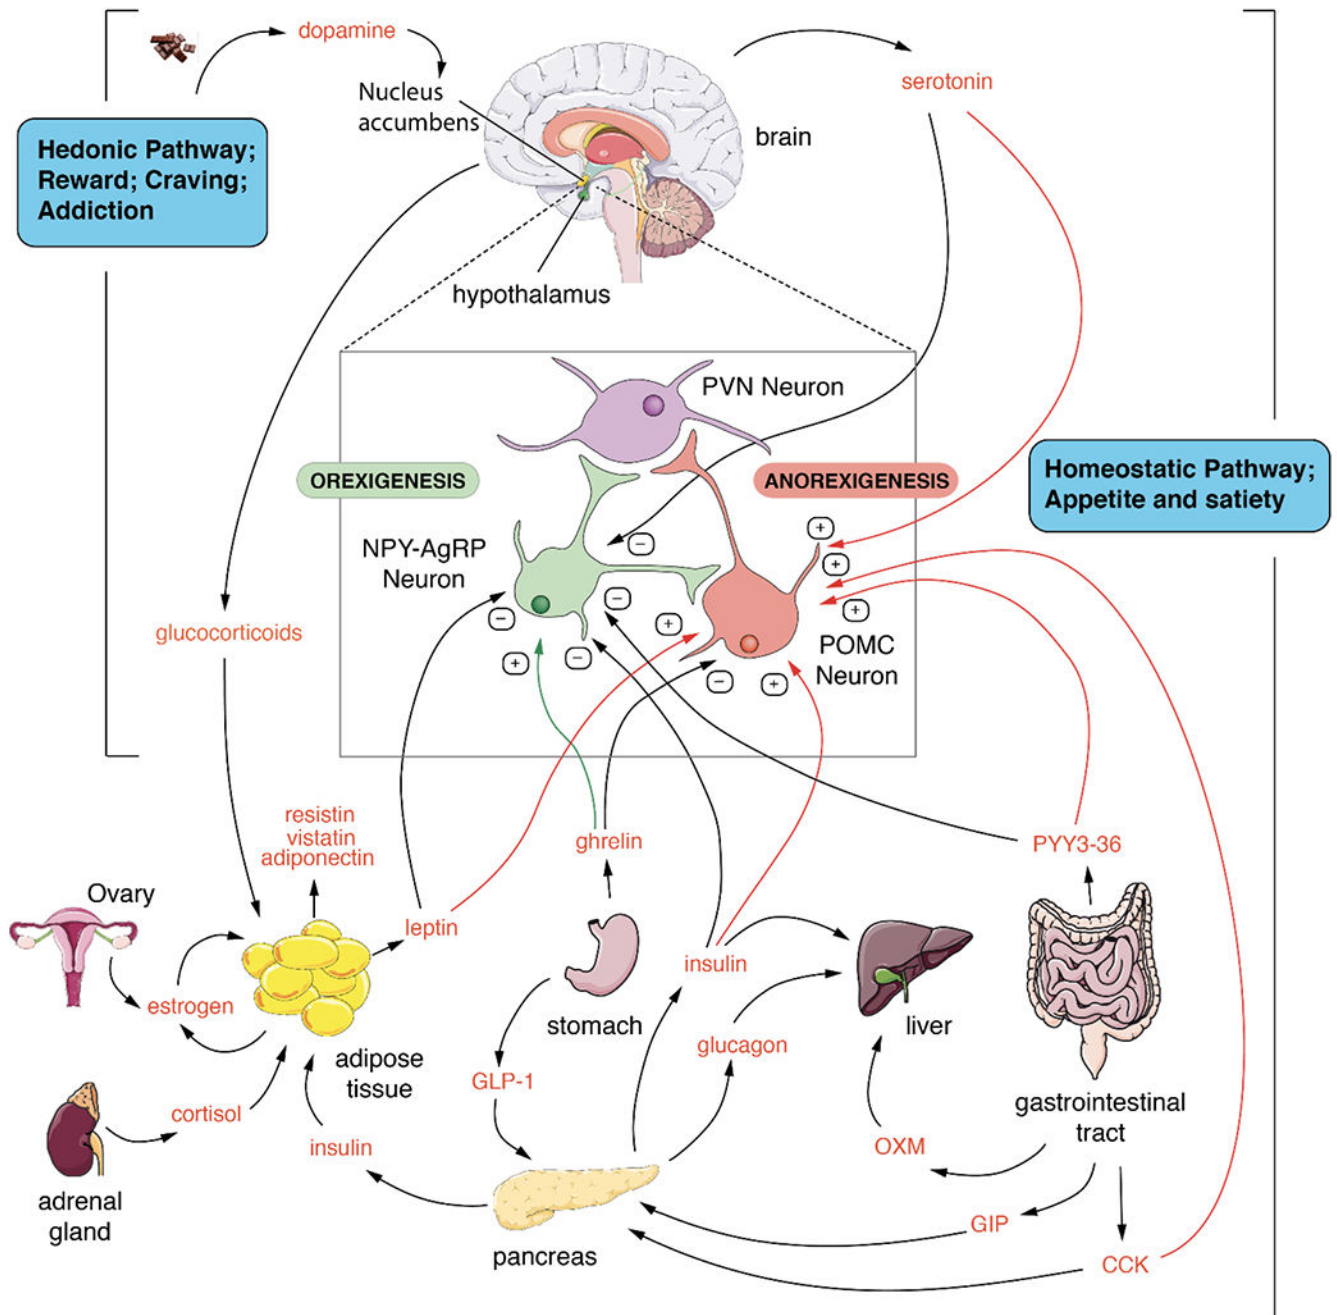 dopamine
Nucleus
accumbens
serotonin
brain
Hedonic Pathway;
Reward; Craving;
Addiction
hypothalamus
PVN Neuron
OREXIGENESIS
ANOREXIGENESIS
Homeostatic Pathway;
Appetite and satiety
NPY-AgRP
Neuron
+
−
+
−
+
+
−
POMC
Neuron
+
−
−
+
glucocorticoids
resistin
vistatin
adiponectin
ghrelin
PYY3-36
Ovary
leptin
insulin
estrogen
stomach
liver
glucagon
adipose
tissue
GLP-1
gastrointestinal
tract
cortisol
insulin
OXM
adrenal
gland
pancreas
GIP
CCK